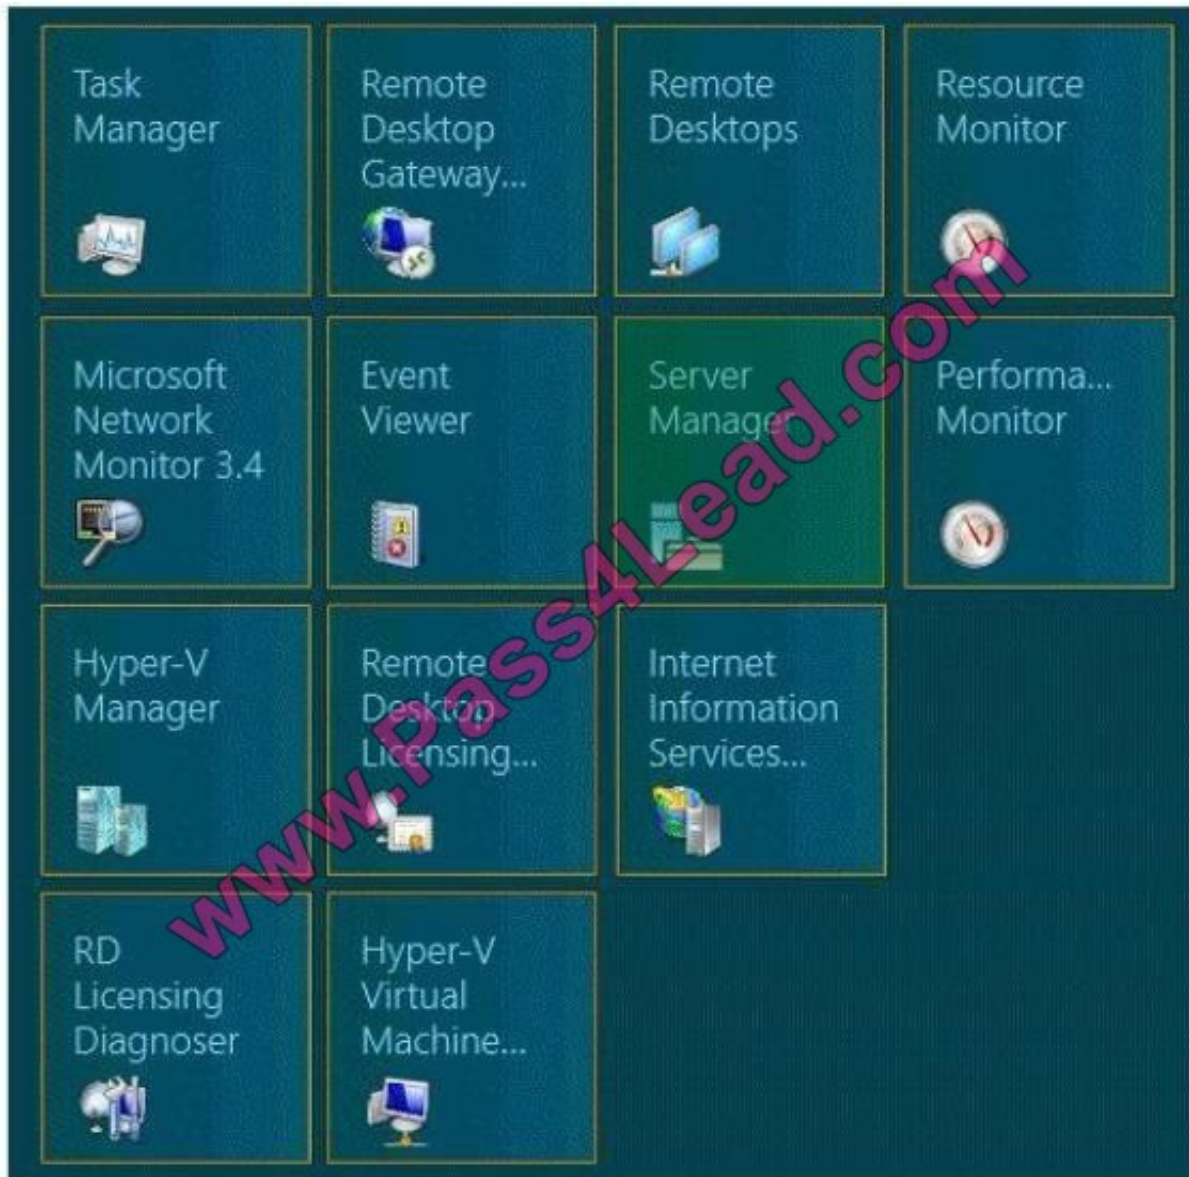 Task
Manager
Remote
Desktop
Gateway...
Remote
Desktops
Resource
Monitor
Microsoft
Network
Monitor 3.4
Event
Viewer
Server
Manager
Performa...
Monitor
Hyper-V
Manager
Remote
Desktop
Licensing...
Internet
Information
Services...
RD
Licensing
Diagnoser
Hyper-V
Virtual
Machine...
www.Pass4Lead.com